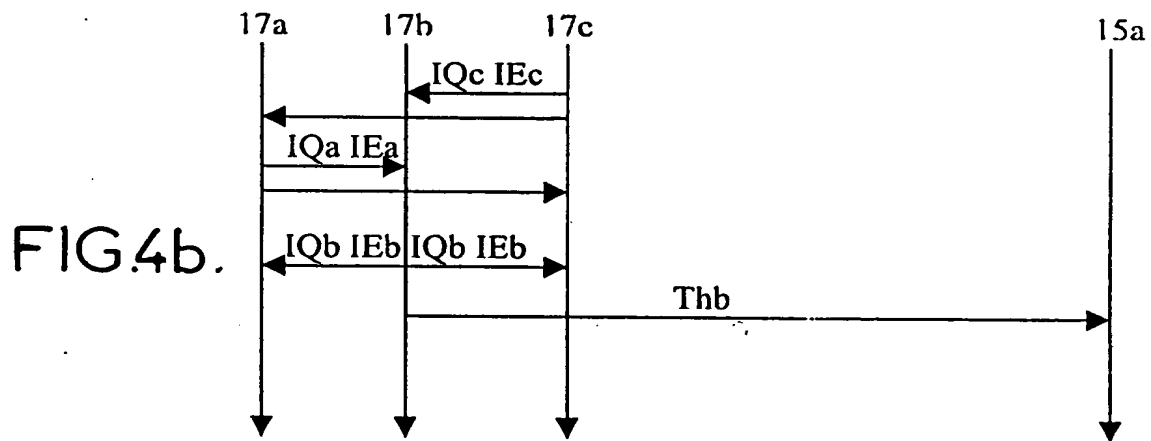 17a 17b 17c 15a
IQc IEc
IQa IEa
FIG.4b.
IQb IEb IQb IEb
Thb